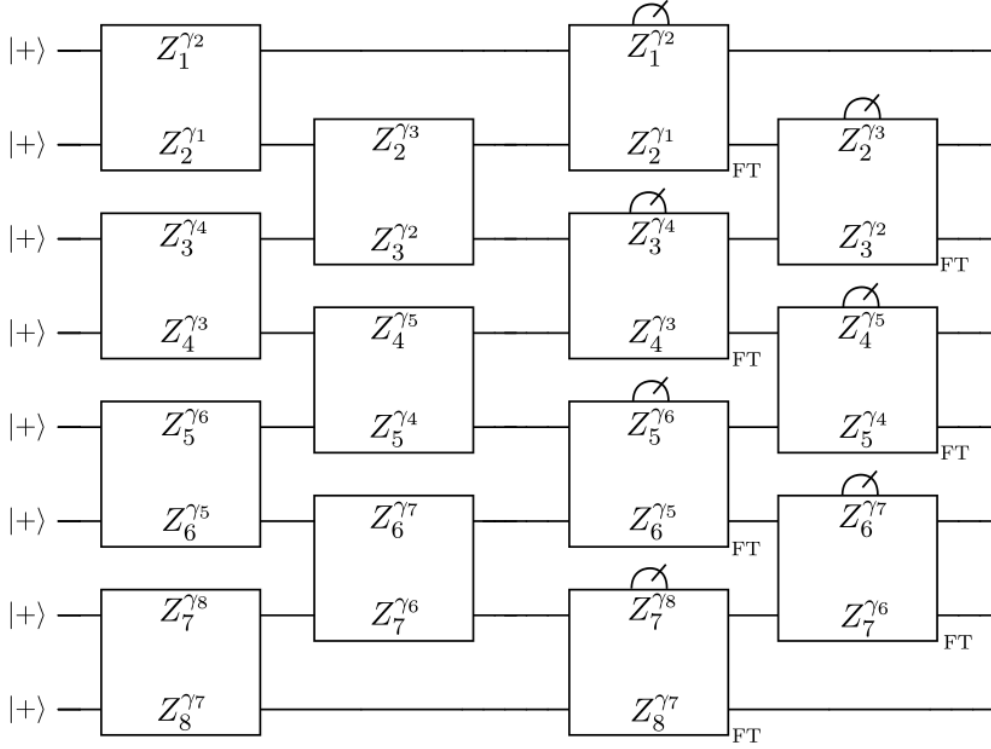 |+⟩ Z_1^{γ_2} Z_1^{γ_2}
|+⟩ Z_2^{γ_1} Z_2^{γ_3} Z_2^{γ_1} FT Z_2^{γ_3}
|+⟩ Z_3^{γ_4} Z_3^{γ_2} Z_3^{γ_4} Z_3^{γ_2} FT
|+⟩ Z_4^{γ_3} Z_4^{γ_5} Z_4^{γ_3} FT Z_4^{γ_5}
|+⟩ Z_5^{γ_6} Z_5^{γ_4} Z_5^{γ_6} Z_5^{γ_4} FT
|+⟩ Z_6^{γ_5} Z_6^{γ_7} Z_6^{γ_5} FT Z_6^{γ_7}
|+⟩ Z_7^{γ_8} Z_7^{γ_6} Z_7^{γ_8} Z_7^{γ_6} FT
|+⟩ Z_8^{γ_7} Z_8^{γ_7} FT